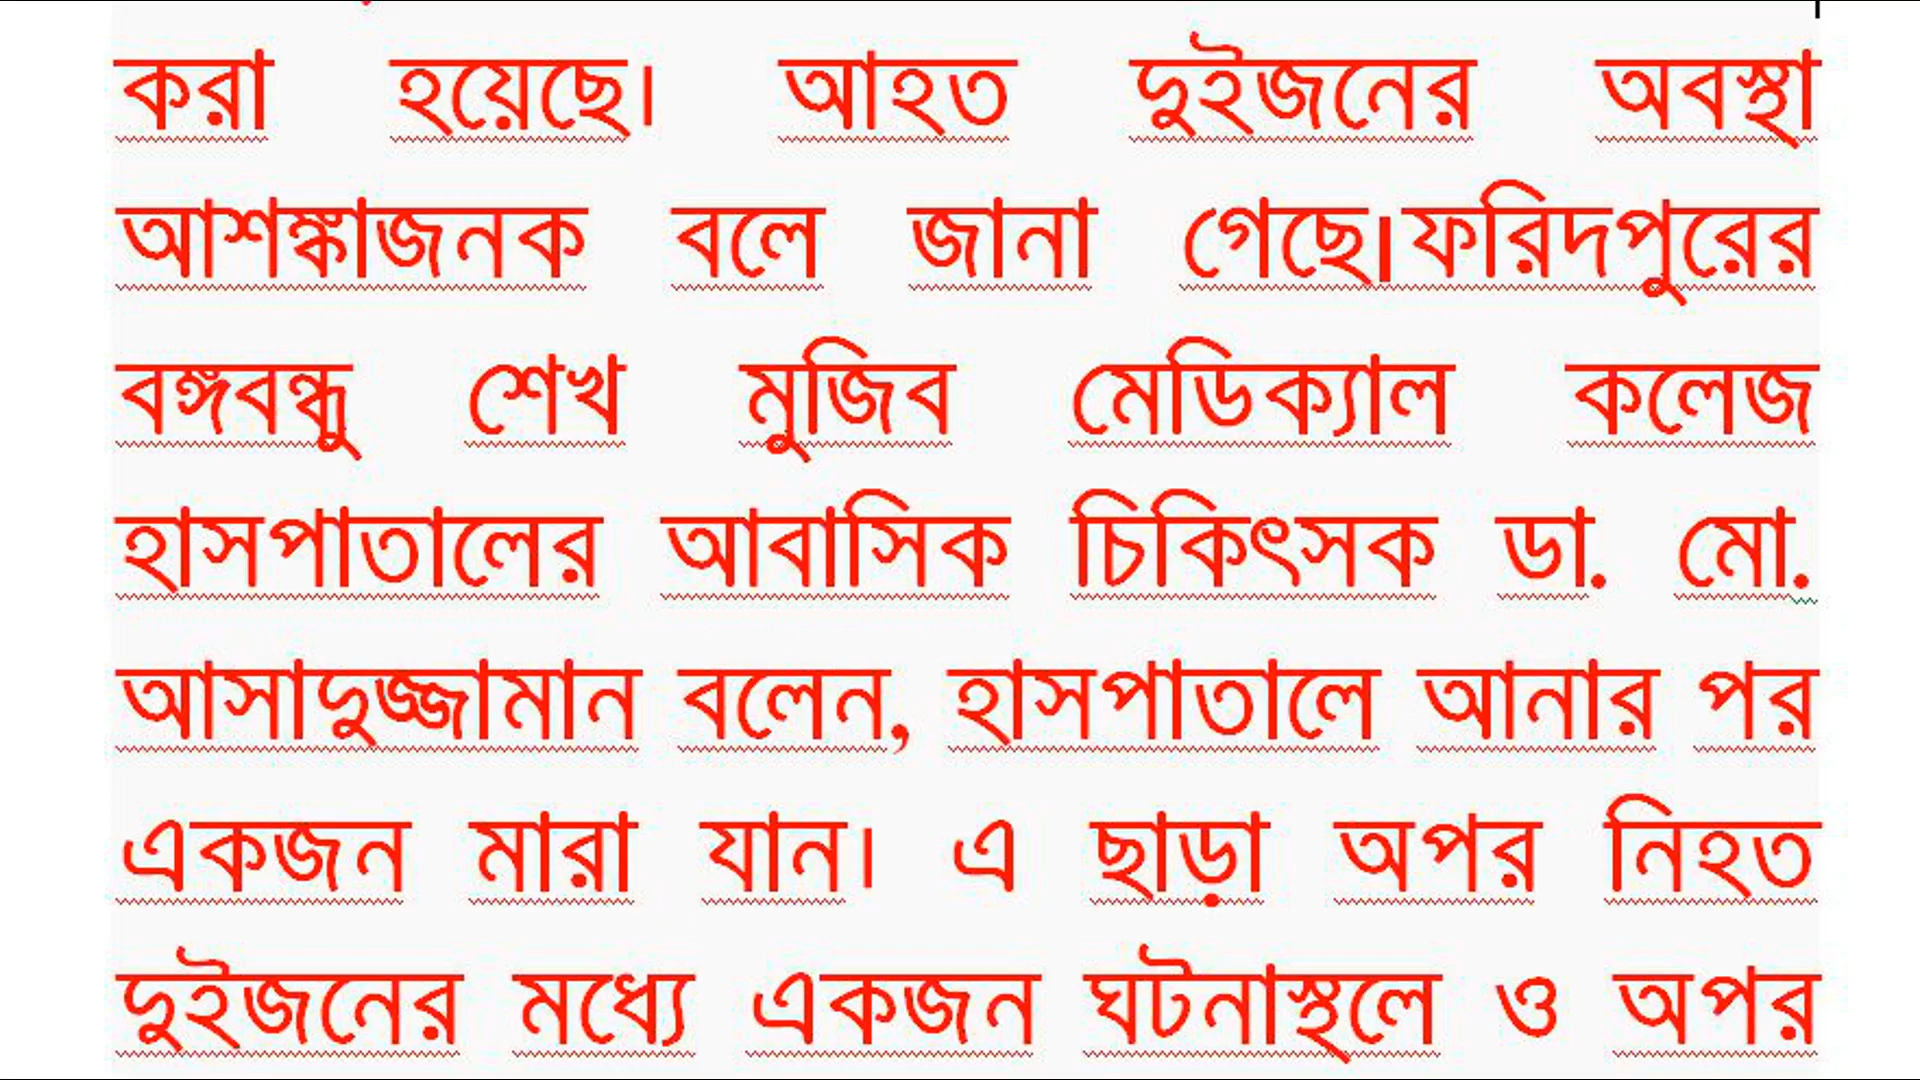 করা হয়েছে। আহত দুইজনের অবস্থা
আশঙ্কাজনক বলে জানা গেছে।ফরিদপুরের
বঙ্গবন্ধু শেখ মুজিব মেডিক্যাল কলেজ
হাসপাতালের আবাসিক চিকিৎসক ডা. মো.
আসাদুজ্জামান বলেন, হাসপাতালে আনার পর
একজন মারা যান। এ ছাড়া অপর নিহত
দুইজনের মধ্যে একজন ঘটনাস্থলে ও অপর